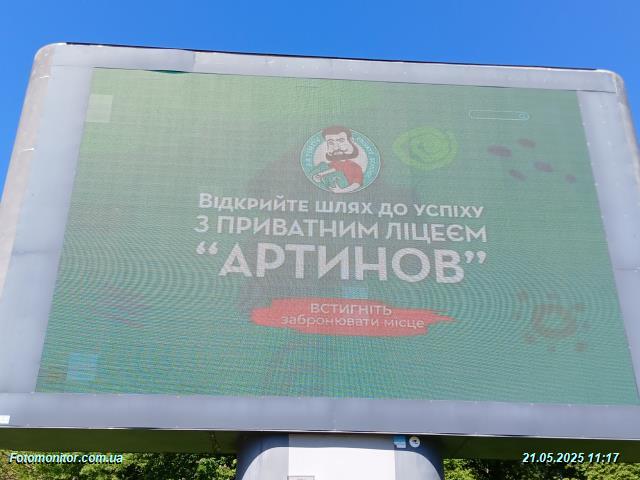 ВІДКРИЙТЕ ШЛЯХ ДО УСПІХУ
З ПРИВАТНИМ ЛІЦЕЄМ
“АРТИНОВ”
ВСТИГНІТЬ
забронювати місце
Fotomonitor.com.ua
21.05.2025 11:17